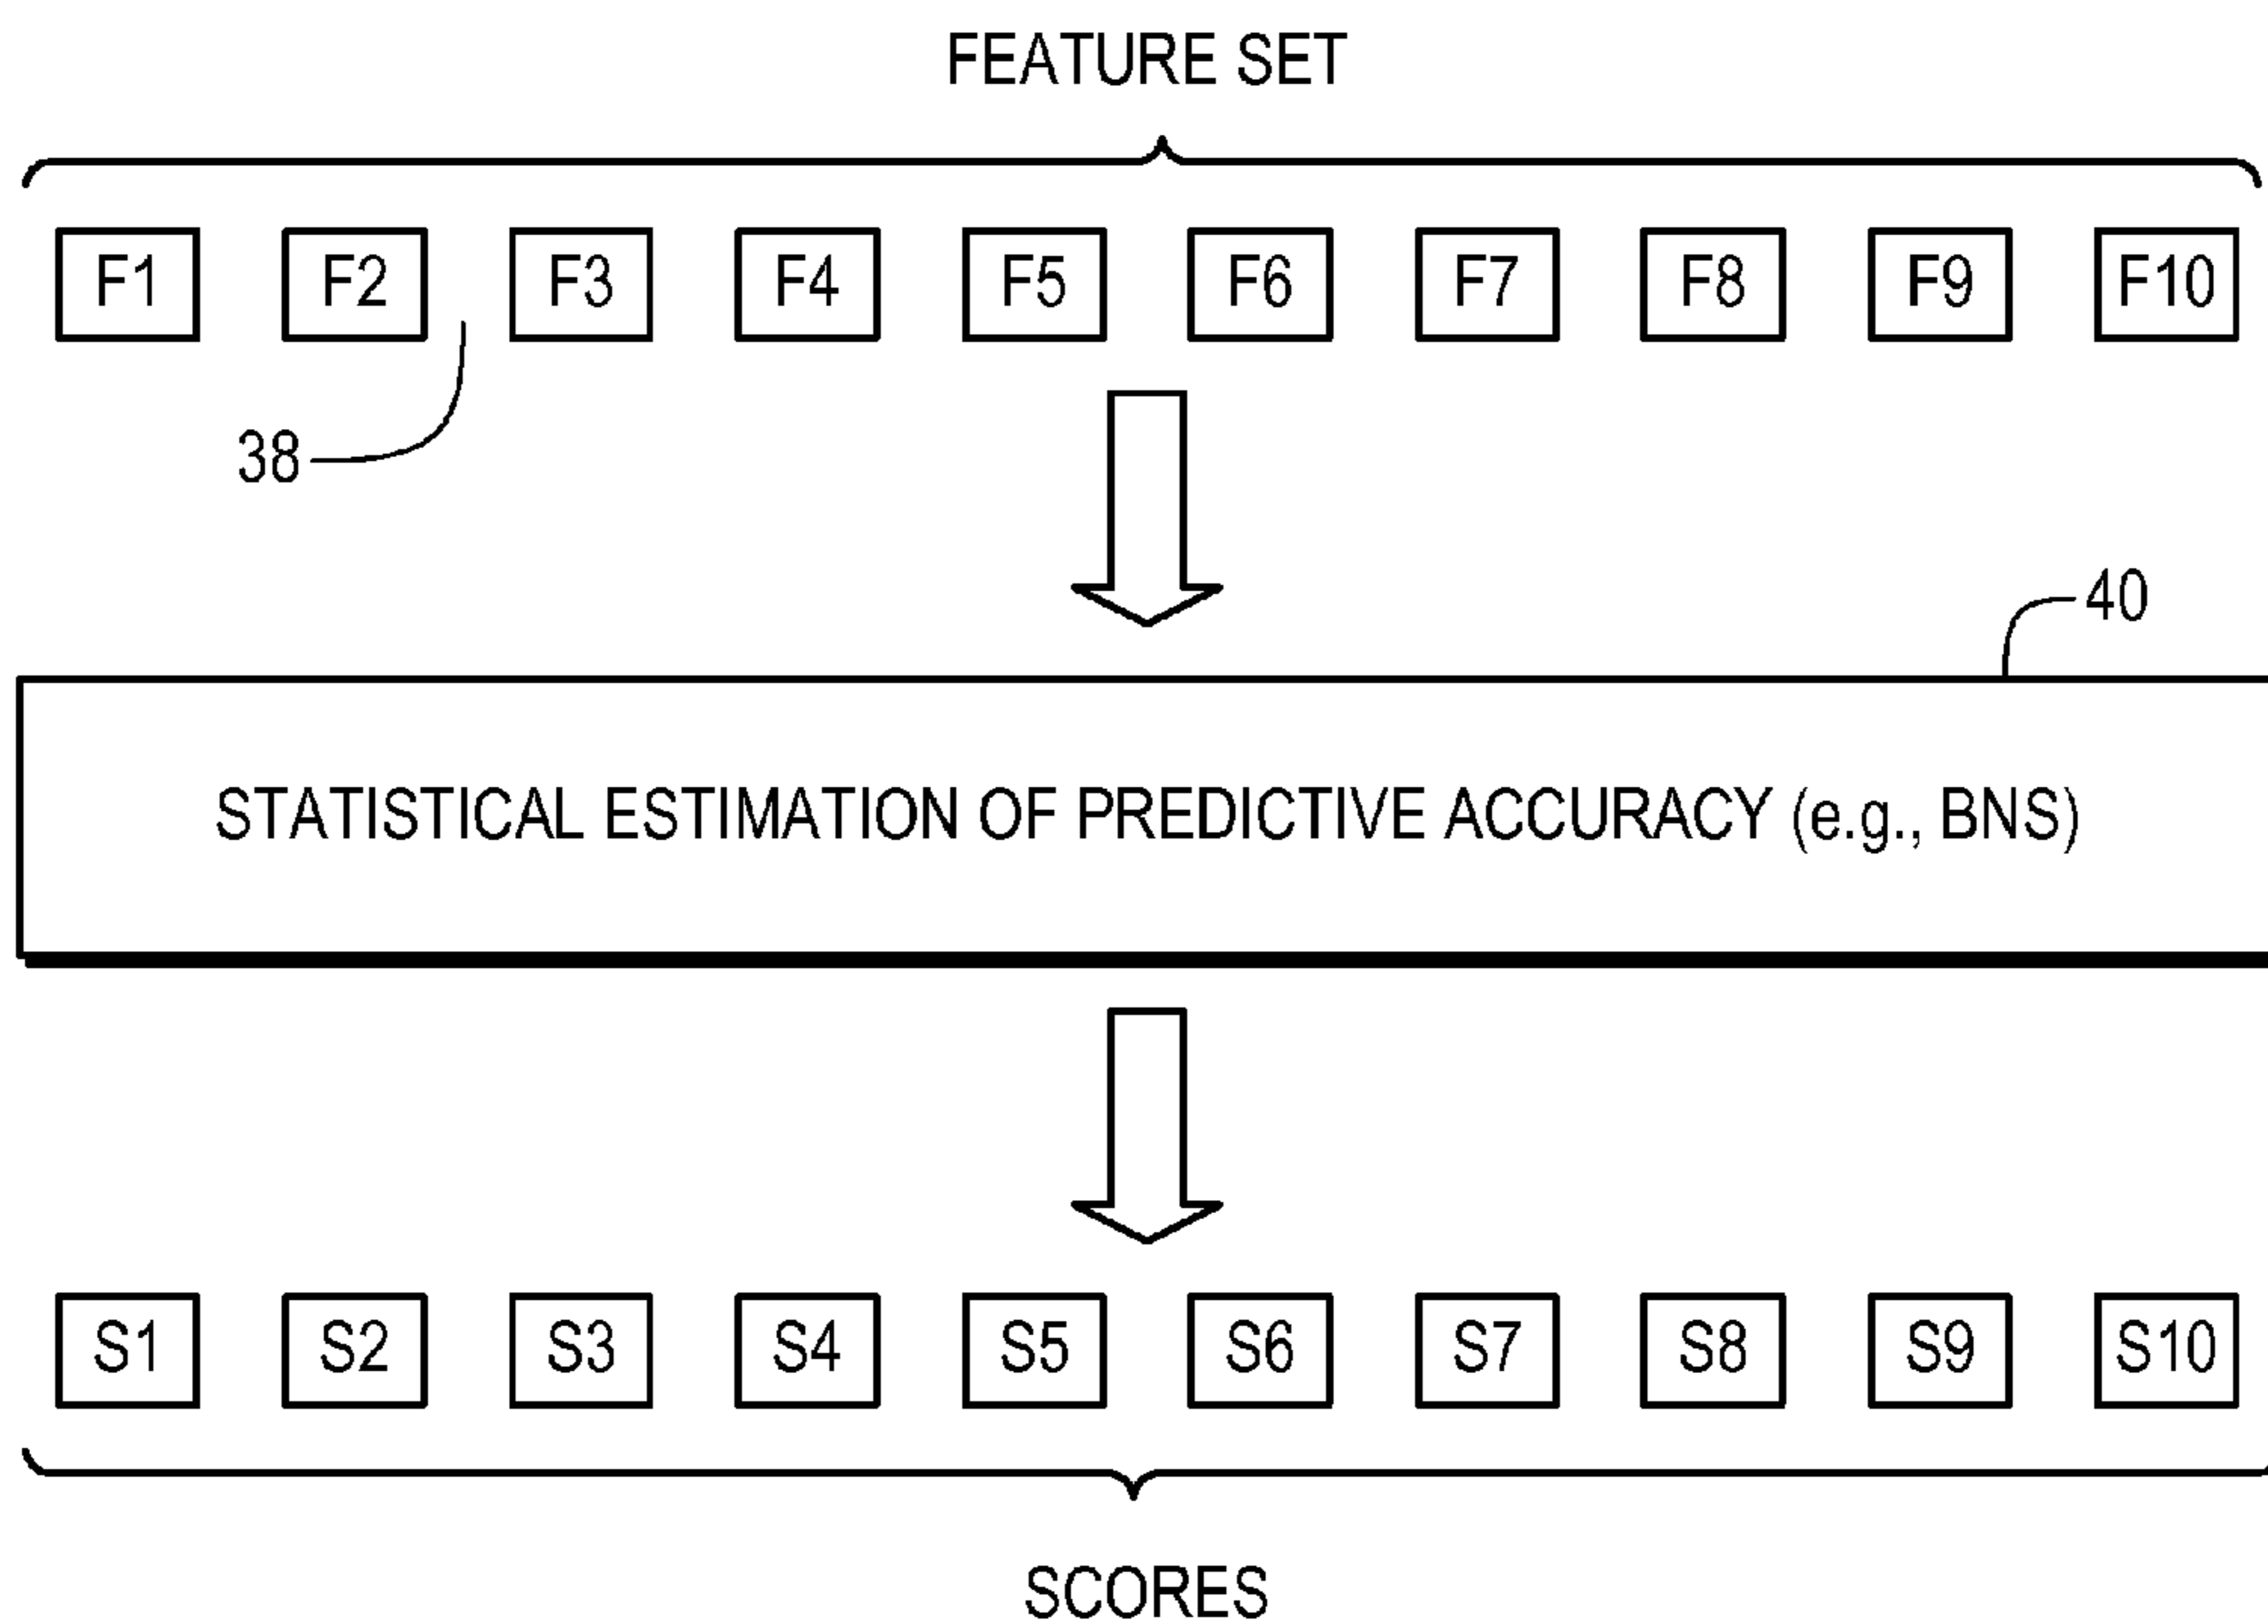 FEATURE SET
F1 F2 F3 F4 F5 F6 F7 F8 F9 F10
38
40
STATISTICAL ESTIMATION OF PREDICTIVE ACCURACY (e.g., BNS)
S1 S2 S3 S4 S5 S6 S7 S8 S9 S10
SCORES